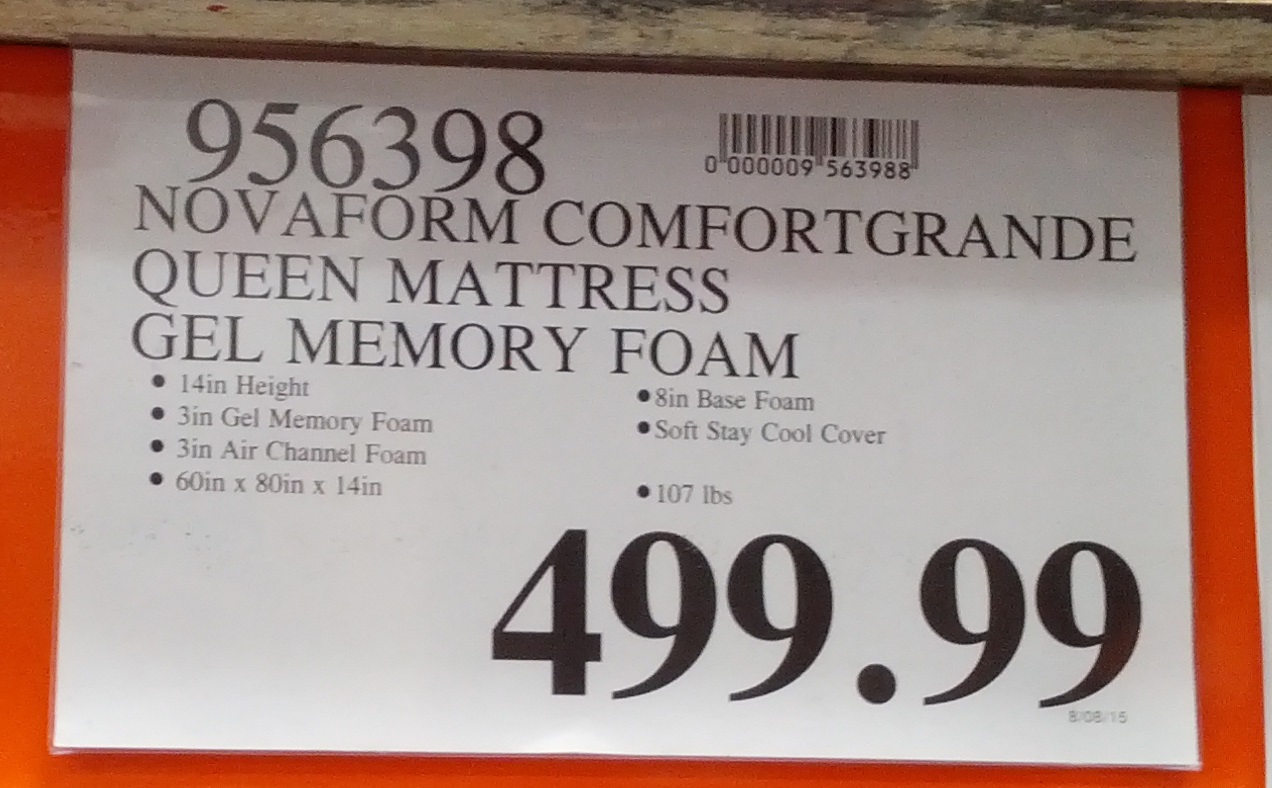 956398
0 000009 563988
NOVAFORM COMFORTGRANDE
QUEEN MATTRESS
GEL MEMORY FOAM
• 14in Height
• 8in Base Foam
• 3in Gel Memory Foam
• Soft Stay Cool Cover
• 3in Air Channel Foam
• 60in x 80in x 14in
• 107 lbs
499.99
8/08/15